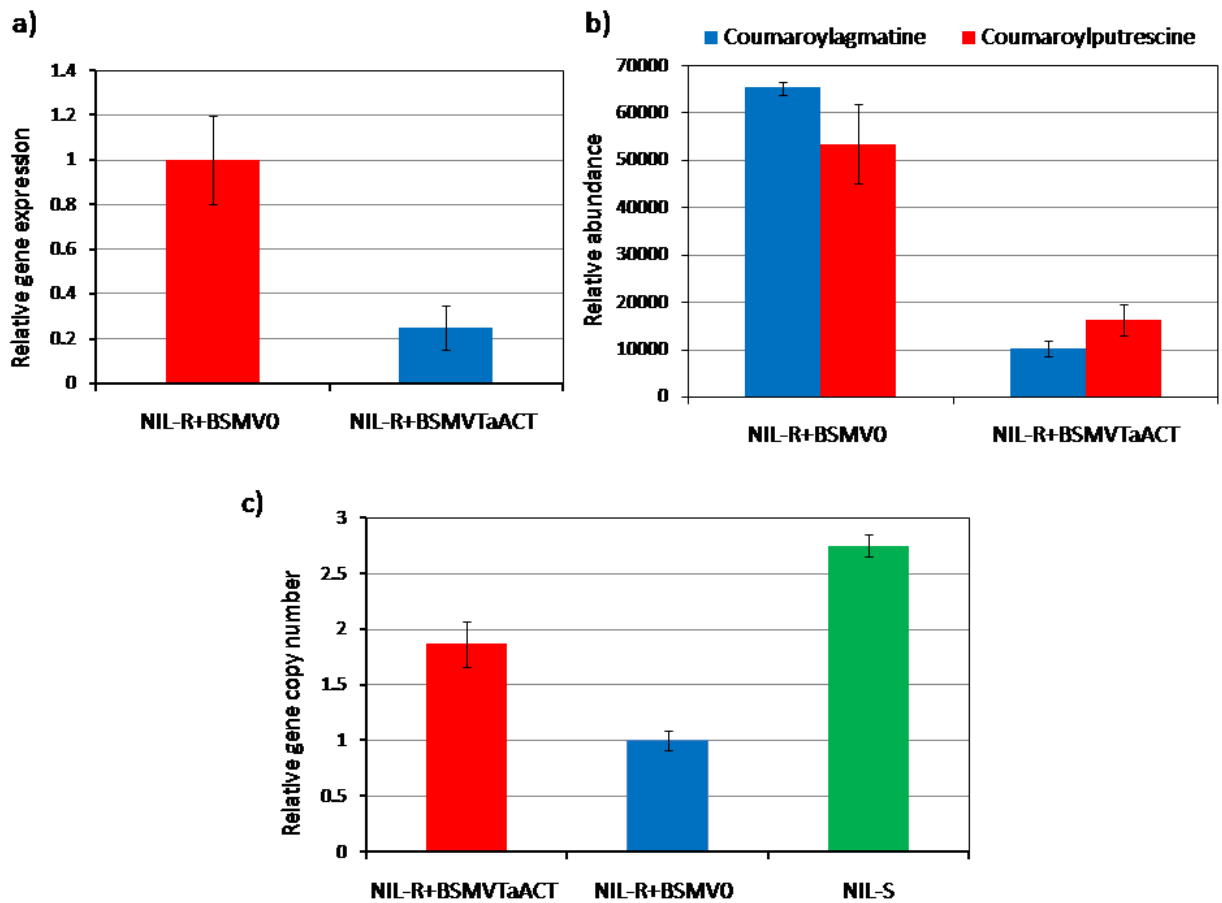 a)
Relative gene expression
1.4
1.2
1
0.8
0.6
0.4
0.2
0
NIL-R+BSMV0
NIL-R+BSMVTaACT
b)
Coumaroylagmatine
Coumaroylputrescine
Relative abundance
70000
60000
50000
40000
30000
20000
10000
0
NIL-R+BSMV0
NIL-R+BSMVTaACT
c)
Relative gene copy number
3
2.5
2
1.5
1
0.5
0
NIL-R+BSMVTaACT
NIL-R+BSMV0
NIL-S